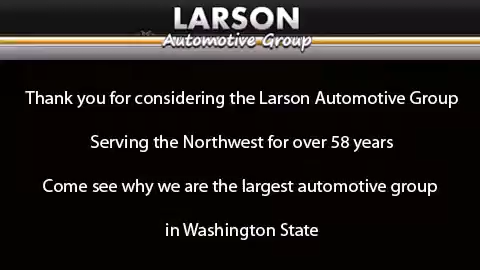 LARSON
Automotive Group
Thank you for considering the Larson Automotive Group
Serving the Northwest for over 58 years
Come see why we are the largest automotive group
in Washington State